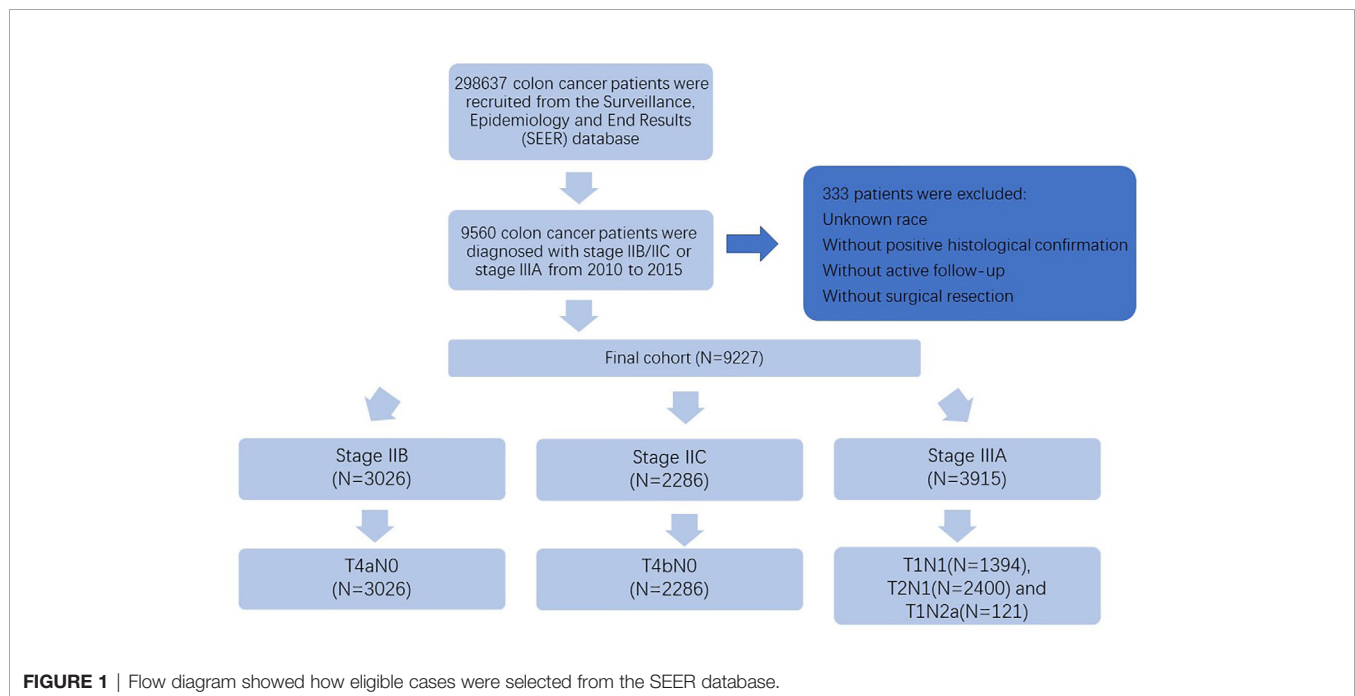 298637 colon cancer patients were
recruited from the Surveillance,
Epidemiology and End Results
(SEER) database
9560 colon cancer patients were
diagnosed with stage IIB/IIC or
stage IIIA from 2010 to 2015
333 patients were excluded:
Unknown race
Without positive histological confirmation
Without active follow-up
Without surgical resection
Final cohort (N=9227)
Stage IIB
(N=3026)
Stage IIC
(N=2286)
Stage IIIA
(N=3915)
T4aN0
(N=3026)
T4bN0
(N=2286)
T1N1(N=1394),
T2N1(N=2400) and
T1N2a(N=121)
FIGURE 1 | Flow diagram showed how eligible cases were selected from the SEER database.